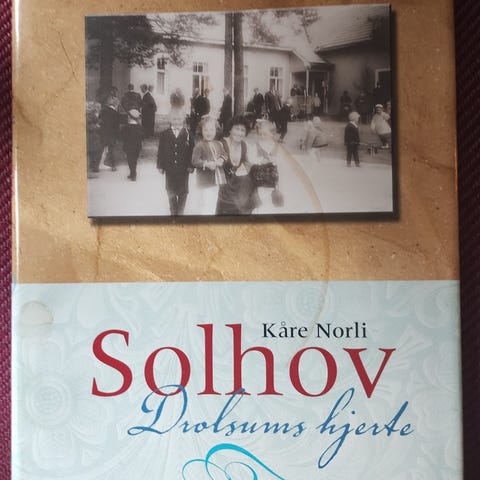 Kåre Norli
Solhov
Drolsums hjerte